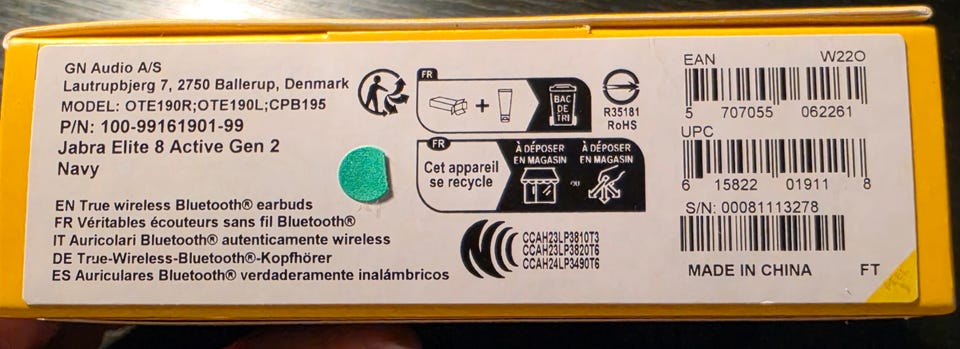 GN Audio A/S
Lautrupbjerg 7, 2750 Ballerup, Denmark
MODEL: OTE190R;OTE190L;CPB195
P/N: 100-99161901-99
Jabra Elite 8 Active Gen 2
Navy
EN True wireless Bluetooth® earbuds
FR Véritables écouteurs sans fil Bluetooth®
IT Auricolari Bluetooth® autenticamente wireless
DE True-Wireless-Bluetooth®-Kopfhörer
ES Auriculares Bluetooth® verdaderamente inalámbricos
FR
+
BAC
DE
TRI
R35181
RoHS
FR
Cet appareil
se recycle
À DÉPOSER
EN MAGASIN
OU
À DÉPOSER
EN MAGASIN
CCAH23LP3810T3
CCAH23LP3820T6
CCAH24LP3490T6
EAN W22O
5 707055 062261
UPC
6 15822 01911 8
S/N: 00081113278
MADE IN CHINA FT
PEEL